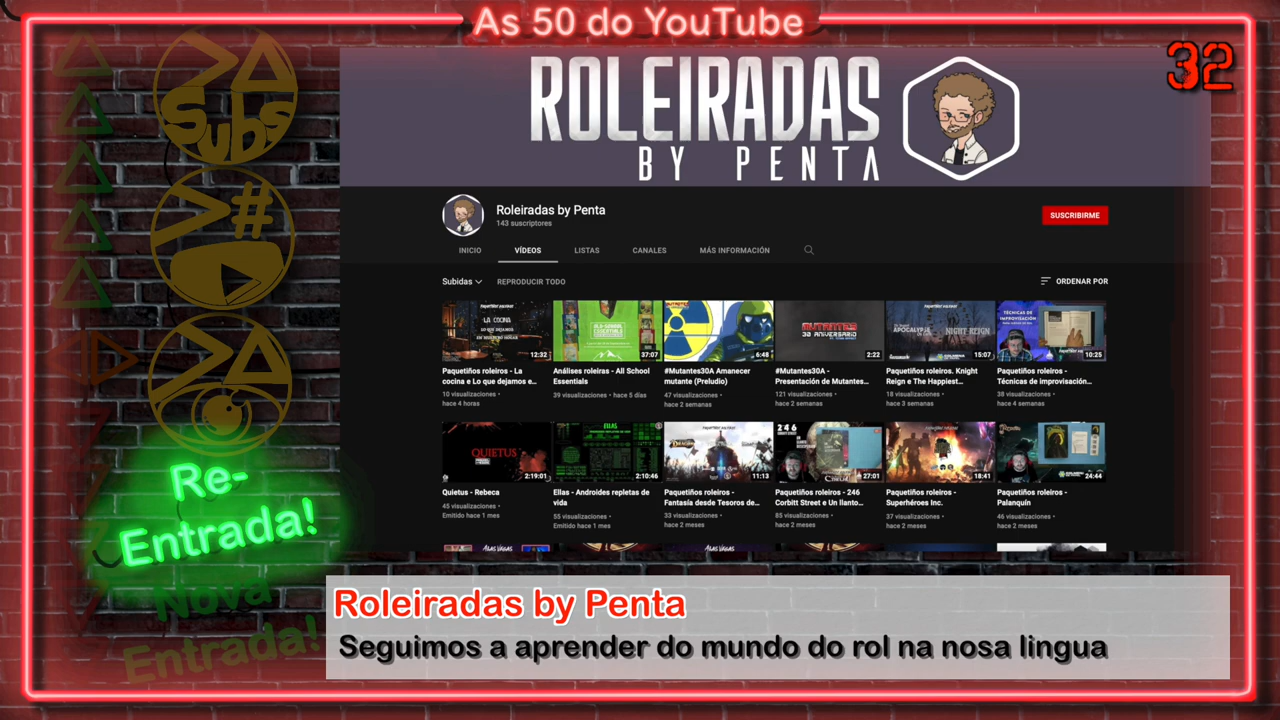 As 50 do YouTube
32
Subs
#
ROLEIRADAS
BY PENTA
Roleiradas by Penta
143 suscriptores
SUSCRIBIRME
INICIO
VÍDEOS
LISTAS
CANALES
MÁS INFORMACIÓN
Subidas
REPRODUCIR TODO
ORDENAR POR
12:32
37:07
6:48
2:22
15:07
10:25
Paquetiños roleiros - La
cocina e Lo que dejamos e...
10 visualizaciones •
hace 4 horas
Análises roleiras - All School
Essentials
39 visualizaciones • hace 5 días
#Mutantes30A Amanecer
mutante (Preludio)
47 visualizaciones •
hace 2 semanas
#Mutantes30A -
Presentación de Mutantes...
121 visualizaciones •
hace 2 semanas
Paquetiños roleiros. Knight
Reign e The Happiest...
18 visualizaciones •
hace 3 semanas
Paquetiños roleiros -
Técnicas de improvisación...
38 visualizaciones •
hace 4 semanas
QUIETUS
ELLAS
246
2:19:01
2:10:46
11:13
27:01
18:41
24:44
Quietus - Rebeca
45 visualizaciones •
Emitido hace 1 mes
Ellas - Androides repletas de
vida
55 visualizaciones •
Emitido hace 1 mes
Paquetiños roleiros -
Fantasía desde Tesoros de...
33 visualizaciones •
hace 2 meses
Paquetiños roleiros - 246
Corbitt Street e Un llanto...
85 visualizaciones •
hace 2 meses
Paquetiños roleiros -
Superhéroes Inc.
37 visualizaciones •
hace 2 meses
Paquetiños roleiros -
Palanquín
46 visualizaciones •
hace 2 meses
Re-
Entrada!
Nova
Entrada!
Roleiradas by Penta
Seguimos a aprender do mundo do rol na nosa lingua